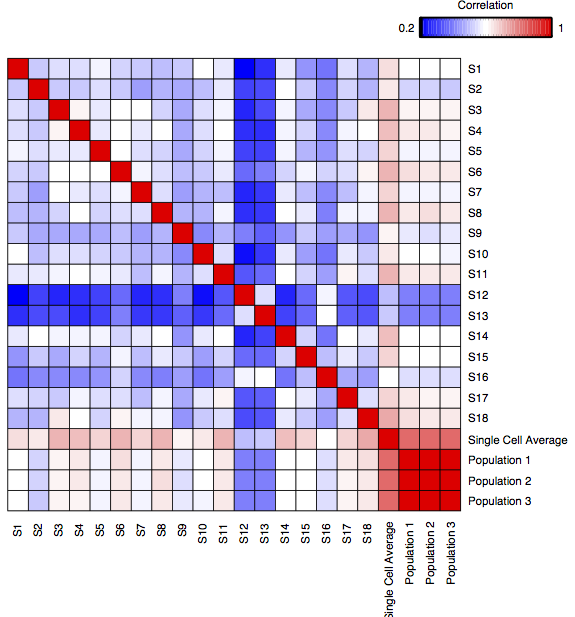 Correlation
0.2 1
S1
S2
S3
S4
S5
S6
S7
S8
S9
S10
S11
S12
S13
S14
S15
S16
S17
S18
Single Cell Average
Population 1
Population 2
Population 3
S1 S2 S3 S4 S5 S6 S7 S8 S9 S10 S11 S12 S13 S14 S15 S16 S17 S18 Single Cell Average Population 1 Population 2 Population 3